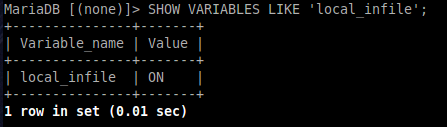 MariaDB [(none)]> SHOW VARIABLES LIKE 'local_infile';
+---------------+-------+
| Variable_name | Value |
+---------------+-------+
| local_infile  | ON    |
+---------------+-------+
1 row in set (0.01 sec)